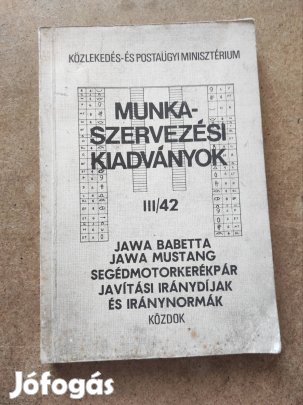 KÖZLEKEDÉS-ÉS POSTAÜGYI MINISZTÉRIUM
MUNKA-
SZERVEZÉSI
KIADVÁNYOK
III/42
JAWA BABETTA
JAWA MUSTANG
SEGÉDMOTORKERÉKPÁR
JAVÍTÁSI IRÁNYDÍJAK
ÉS IRÁNYNORMÁK
KÖZDOK
Jófogás